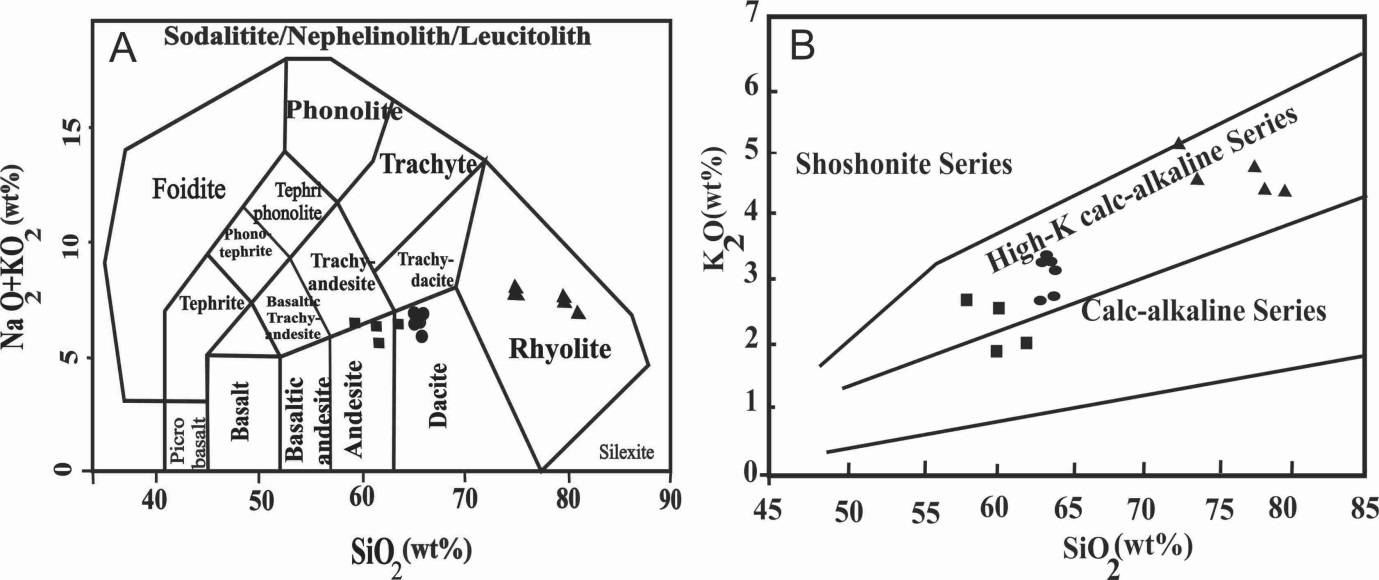 A
Sodalitite/Nephelinolith/Leucitolith
Phonolite
Trachyte
Foidite
Tephri
phonolite
Phono-
tephrite
Trachy-
andesite
Trachy-
dacite
Tephrite
Basaltic
Trachy-
andesite
Rhyolite
Picro
basalt
Basalt
Basaltic
andesite
Andesite
Dacite
Silexite
Na2O+KO2(wt%)
0
5
10
15
40
50
60
70
80
90
SiO2(wt%)
B
Shoshonite Series
High-K calc-alkaline Series
Calc-alkaline Series
K2O(wt%)
7
6
5
4
3
2
1
0
45
50
55
60
65
70
75
80
85
SiO2(wt%)